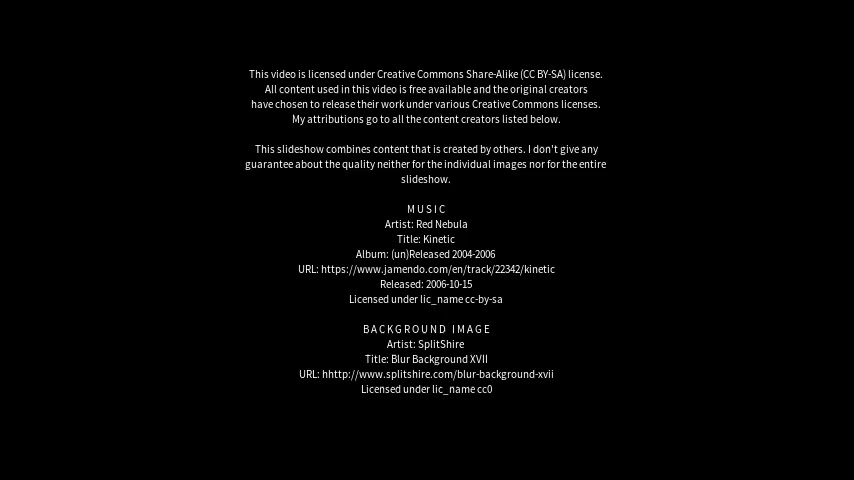 This video is licensed under Creative Commons Share-Alike (CC BY-SA) license.
All content used in this video is free available and the original creators
have chosen to release their work under various Creative Commons licenses.
My attributions go to all the content creators listed below.
This slideshow combines content that is created by others. I don't give any
guarantee about the quality neither for the individual images nor for the entire
slideshow.
MUSIC
Artist: Red Nebula
Title: Kinetic
Album: (un)Released 2004-2006
URL: https://www.jamendo.com/en/track/22342/kinetic
Released: 2006-10-15
Licensed under lic_name cc-by-sa
BACKGROUND IMAGE
Artist: SplitShire
Title: Blur Background XVII
URL: hhttp://www.splitshire.com/blur-background-xvii
Licensed under lic_name cc0